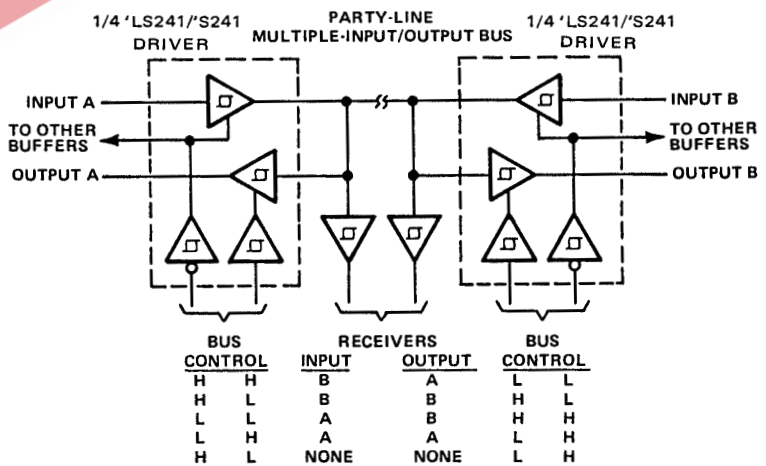 1/4 'LS241/'S241
DRIVER
PARTY-LINE
MULTIPLE-INPUT/OUTPUT BUS
1/4 'LS241/'S241
DRIVER
INPUT A
INPUT B
TO OTHER
BUFFERS
TO OTHER
BUFFERS
OUTPUT A
OUTPUT B
BUS
CONTROL
RECEIVERS
INPUT OUTPUT
BUS
CONTROL
H H B A L L
H L B B H L
L L A B H H
L H A A L H
H L NONE NONE L H